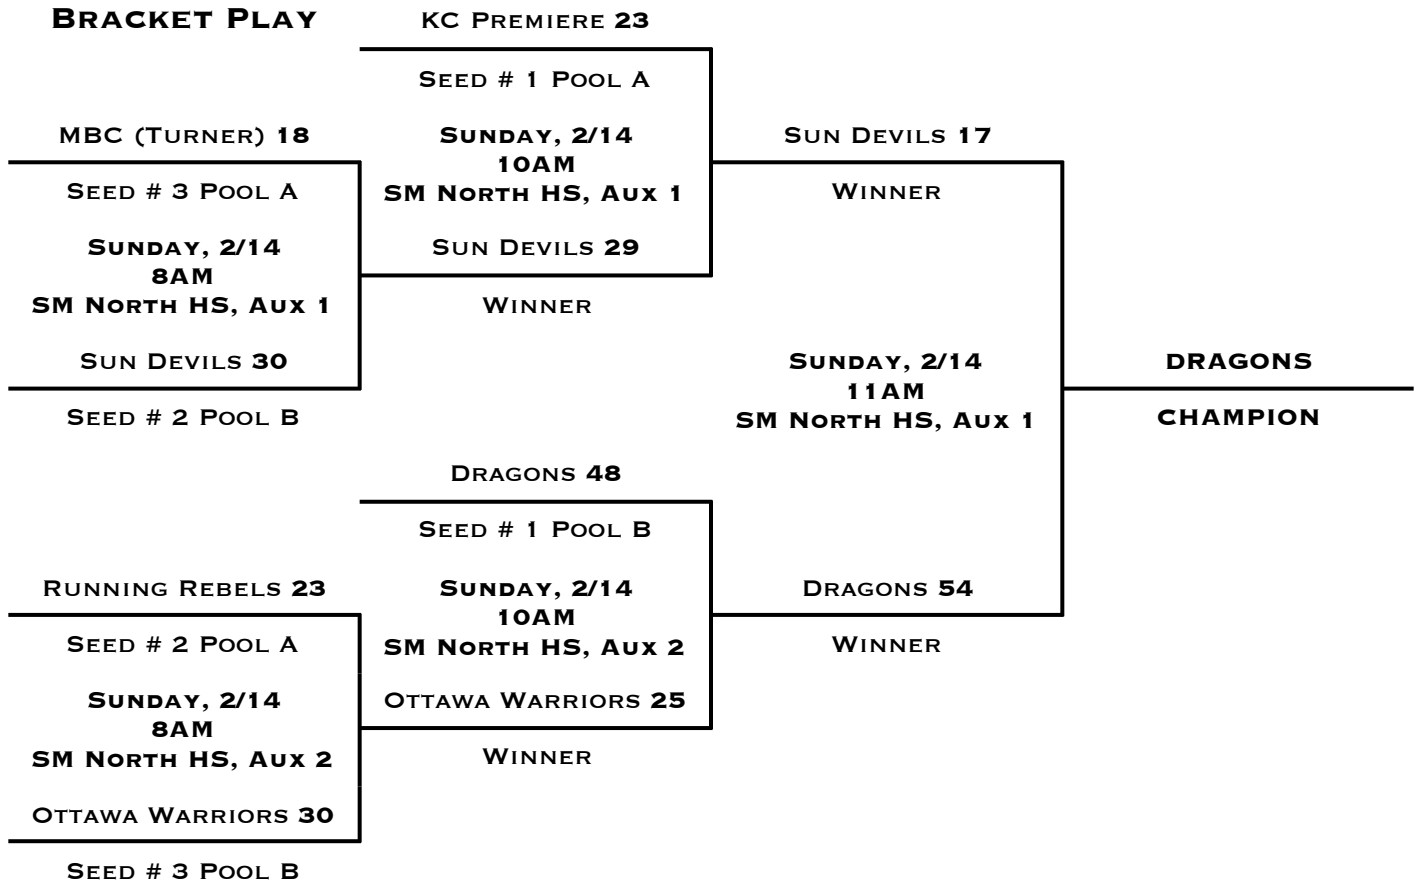 Bracket Play
KC Premiere 23
Seed # 1 Pool A
MBC (Turner) 18
Sunday, 2/14
10AM
SM North HS, Aux 1
Sun Devils 17
Seed # 3 Pool A
Winner
Sunday, 2/14
8AM
SM North HS, Aux 1
Sun Devils 29
Winner
Sun Devils 30
Seed # 2 Pool B
Sunday, 2/14
11AM
SM North HS, Aux 1
DRAGONS
CHAMPION
Dragons 48
Seed # 1 Pool B
Running Rebels 23
Sunday, 2/14
10AM
SM North HS, Aux 2
Dragons 54
Seed # 2 Pool A
Winner
Sunday, 2/14
8AM
SM North HS, Aux 2
Ottawa Warriors 25
Winner
Ottawa Warriors 30
Seed # 3 Pool B